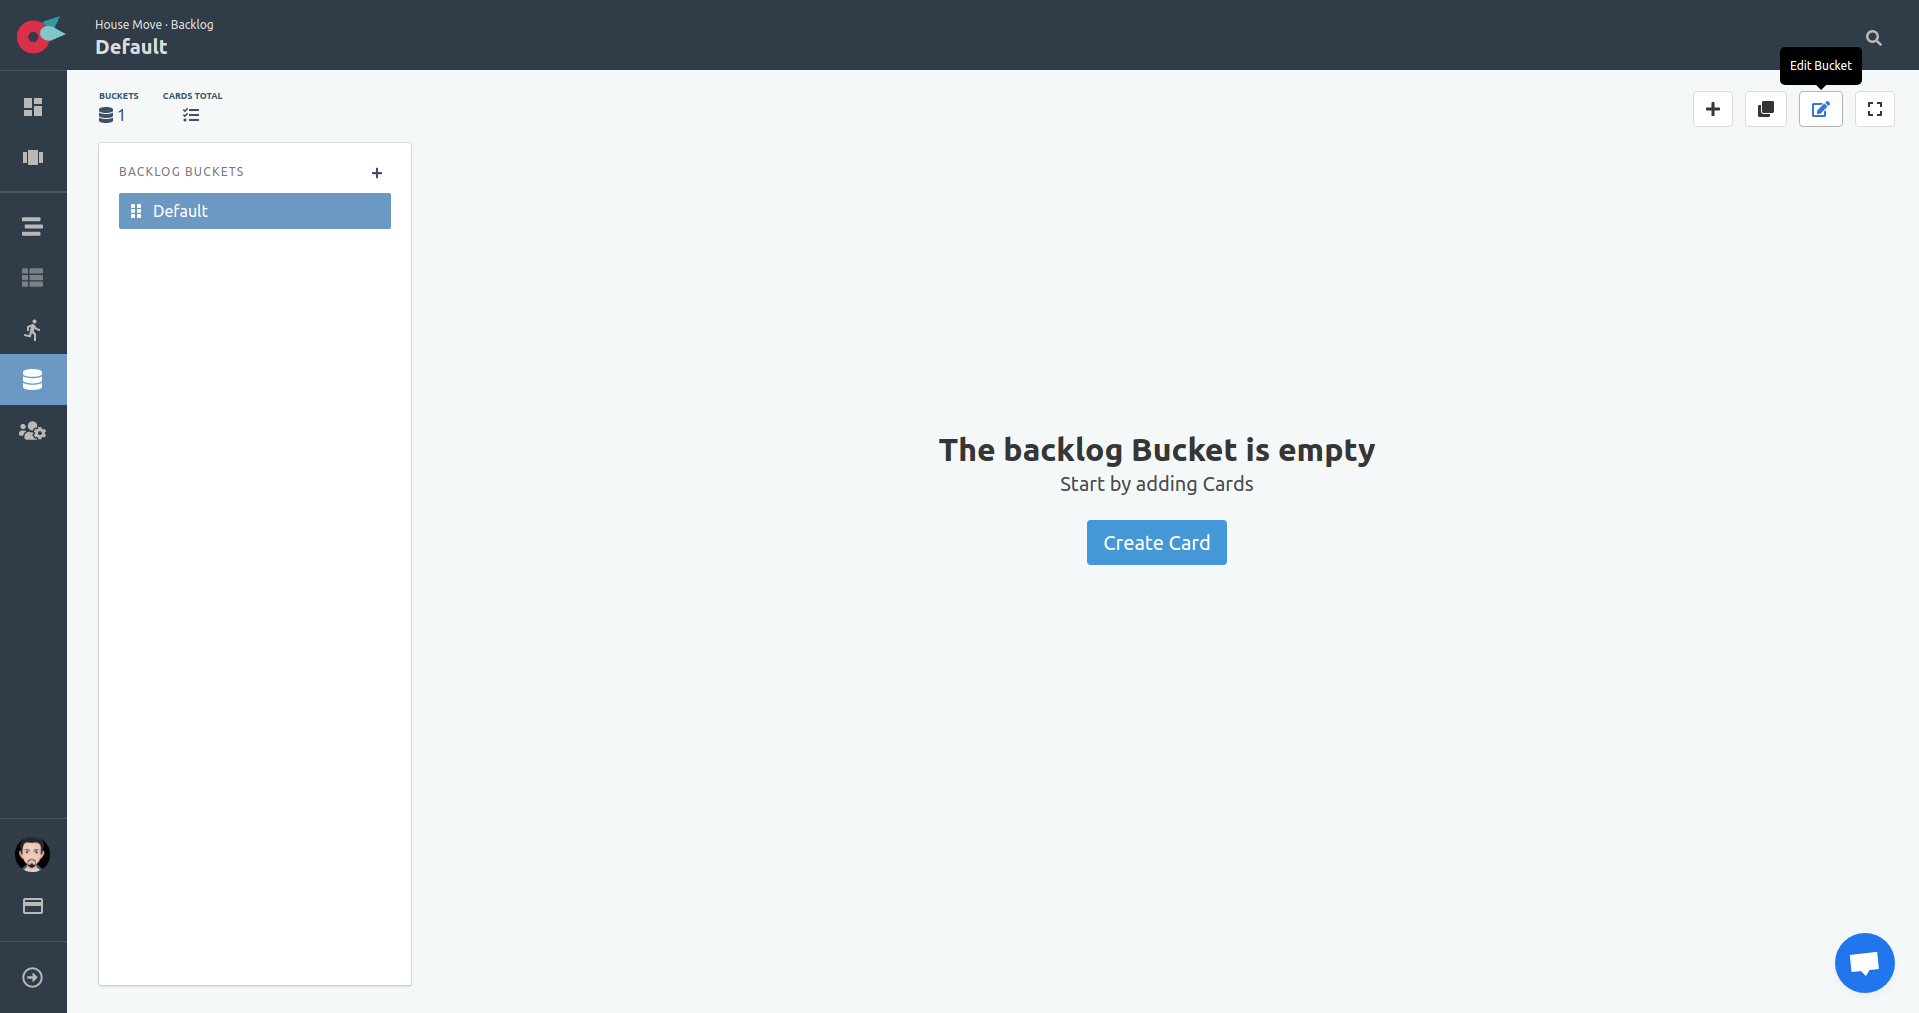 House Move · Backlog
Default
Edit Bucket
BUCKETS
1
CARDS TOTAL
BACKLOG BUCKETS
Default
The backlog Bucket is empty
Start by adding Cards
Create Card